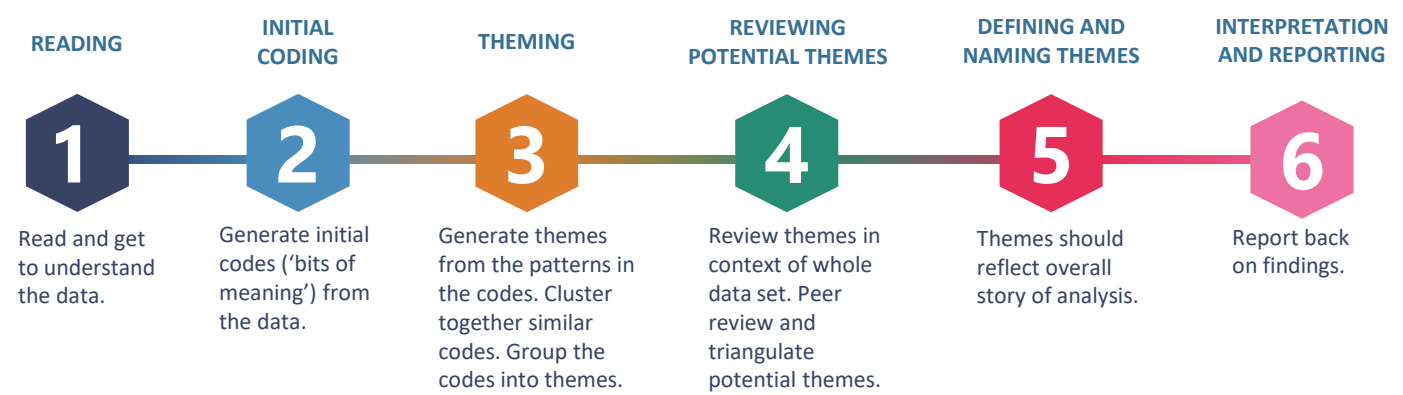 READING
INITIAL
CODING
THEMING
REVIEWING
POTENTIAL THEMES
DEFINING AND
NAMING THEMES
INTERPRETATION
AND REPORTING
1
2
3
4
5
6
Read and get
to understand
the data.
Generate initial
codes (‘bits of
meaning’) from
the data.
Generate themes
from the patterns in
the codes. Cluster
together similar
codes. Group the
codes into themes.
Review themes in
context of whole
data set. Peer
review and
triangulate
potential themes.
Themes should
reflect overall
story of analysis.
Report back
on findings.